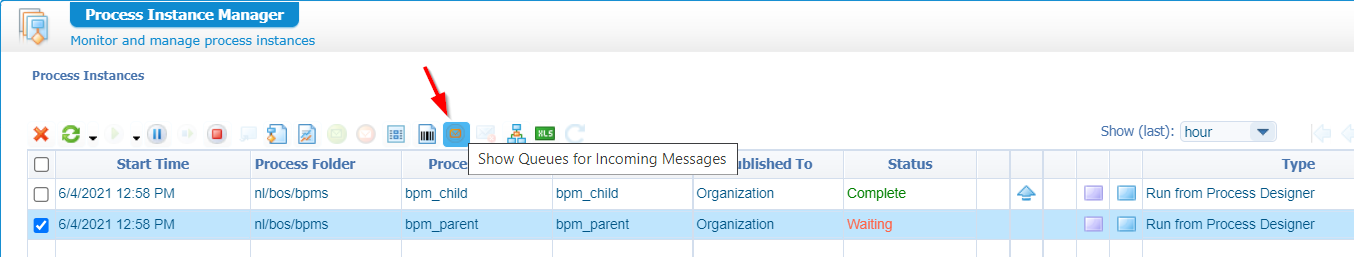 Process Instance Manager
Monitor and manage process instances
Process Instances
XLS
Show (last): hour
Start Time Process Folder Proce ublished To Status Type
Show Queues for Incoming Messages
6/4/2021 12:58 PM nl/bos/bpms bpm_child bpm_child Organization Complete Run from Process Designer
6/4/2021 12:58 PM nl/bos/bpms bpm_parent bpm_parent Organization Waiting Run from Process Designer